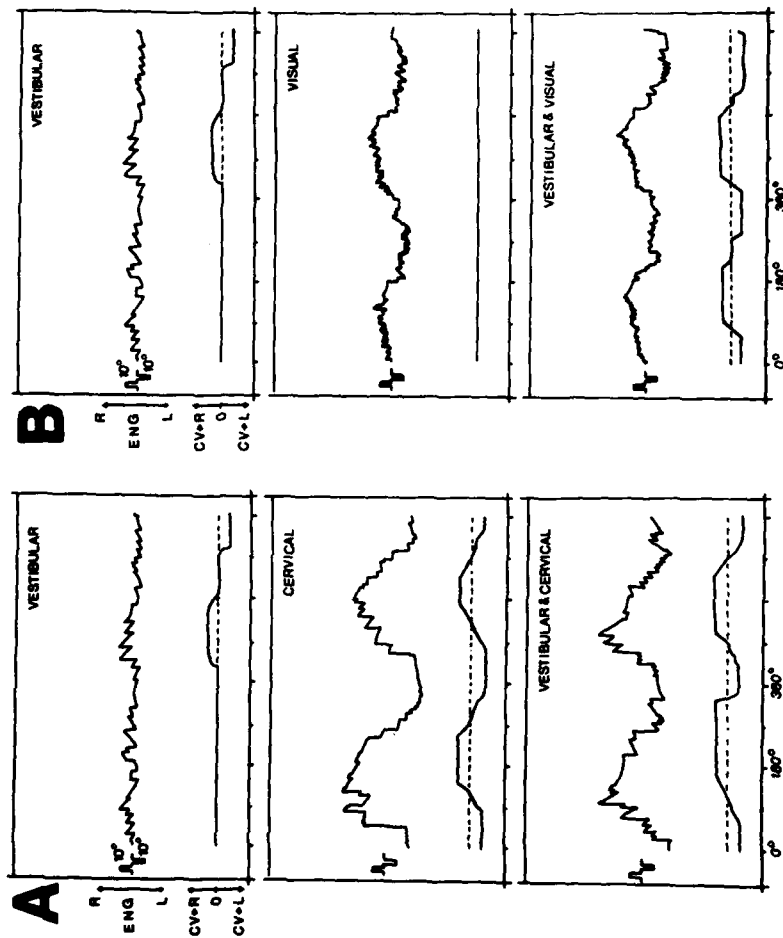 A
VESTIBULAR
R
ENG
L
10°
10°
CV+R
0
CV+L
CERVICAL
VESTIBULAR & CERVICAL
0° 180° 360°
B
VESTIBULAR
R
ENG
L
10°
10°
CV+R
0
CV+L
VISUAL
VESTIBULAR & VISUAL
0° 180° 360°